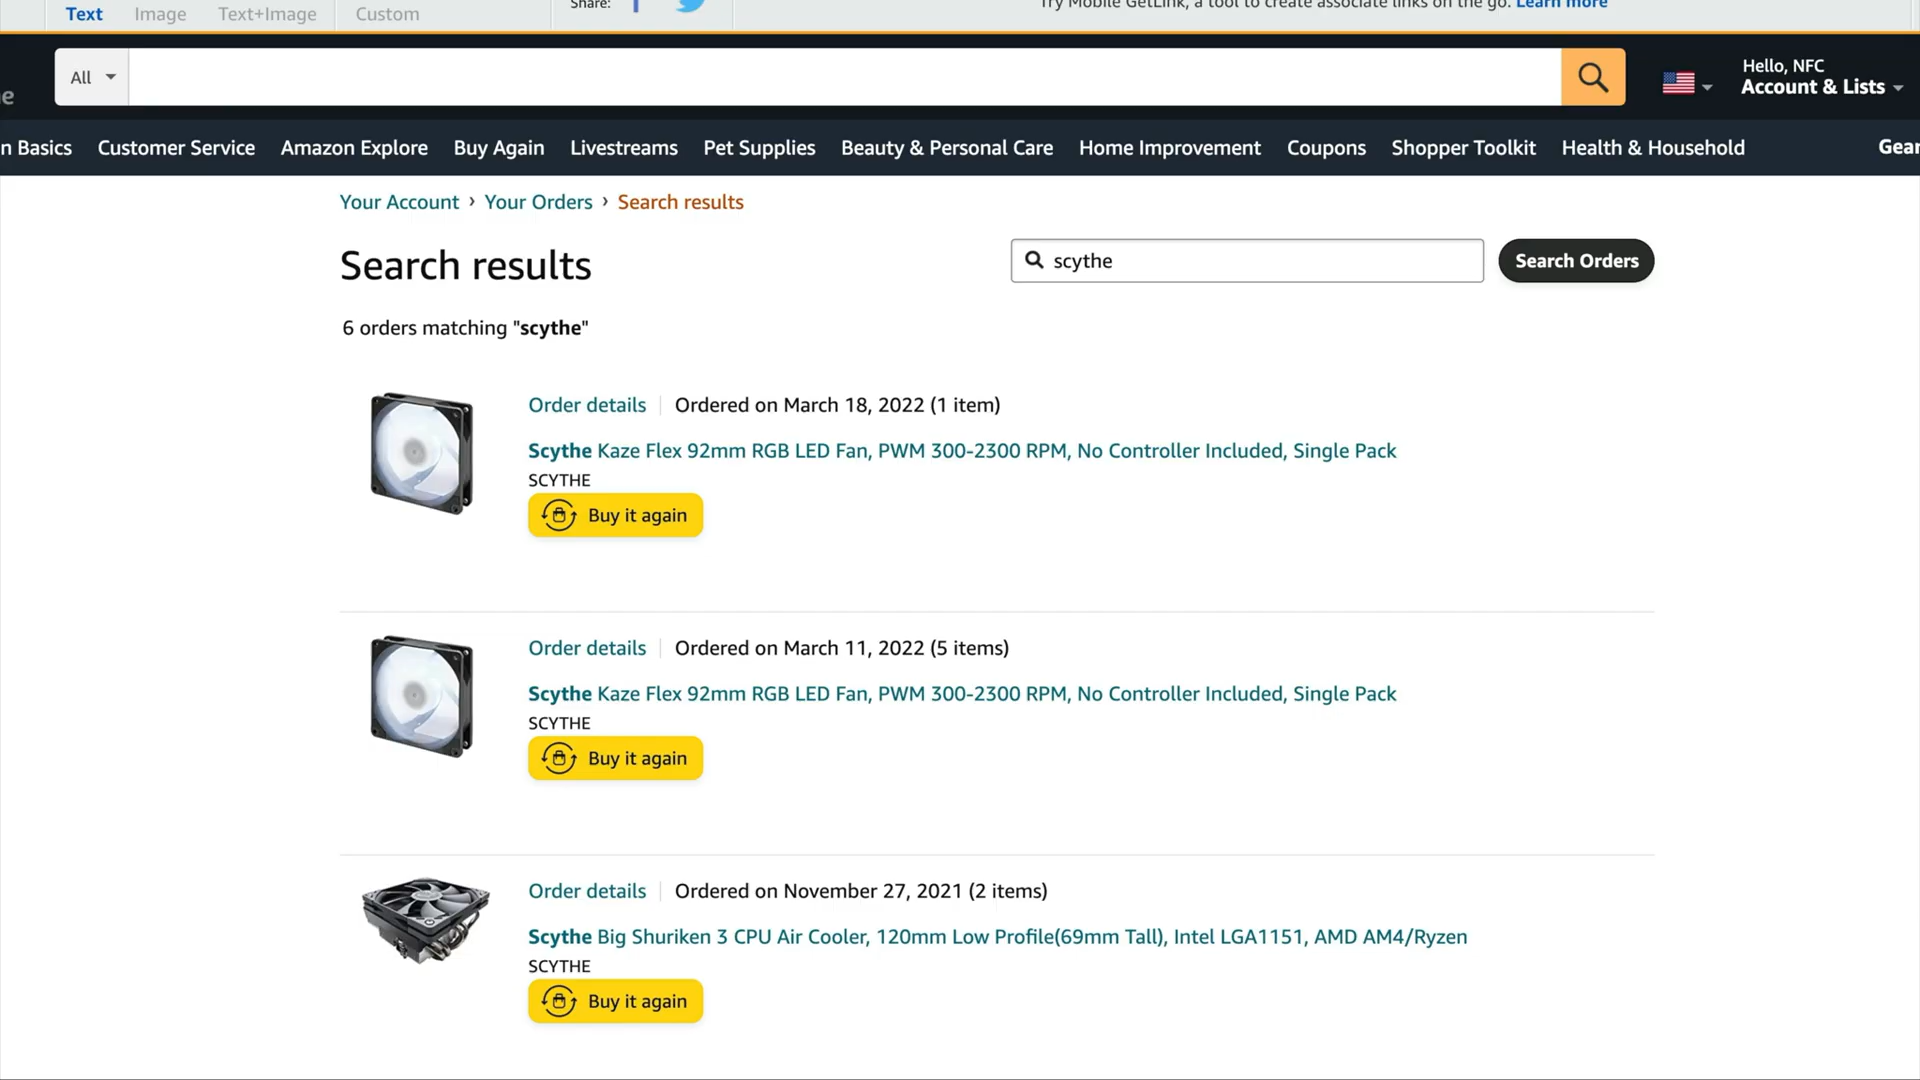 Text Image Text+Image Custom Share: Try Mobile GetLink, a tool to create associate links on the go. Learn more
All Hello, NFC
Account & Lists
n Basics Customer Service Amazon Explore Buy Again Livestreams Pet Supplies Beauty & Personal Care Home Improvement Coupons Shopper Toolkit Health & Household Gear
Your Account › Your Orders › Search results
Search results scythe Search Orders
6 orders matching "scythe"
Order details Ordered on March 18, 2022 (1 item)
Scythe Kaze Flex 92mm RGB LED Fan, PWM 300-2300 RPM, No Controller Included, Single Pack
SCYTHE
Buy it again
Order details Ordered on March 11, 2022 (5 items)
Scythe Kaze Flex 92mm RGB LED Fan, PWM 300-2300 RPM, No Controller Included, Single Pack
SCYTHE
Buy it again
Order details Ordered on November 27, 2021 (2 items)
Scythe Big Shuriken 3 CPU Air Cooler, 120mm Low Profile(69mm Tall), Intel LGA1151, AMD AM4/Ryzen
SCYTHE
Buy it again